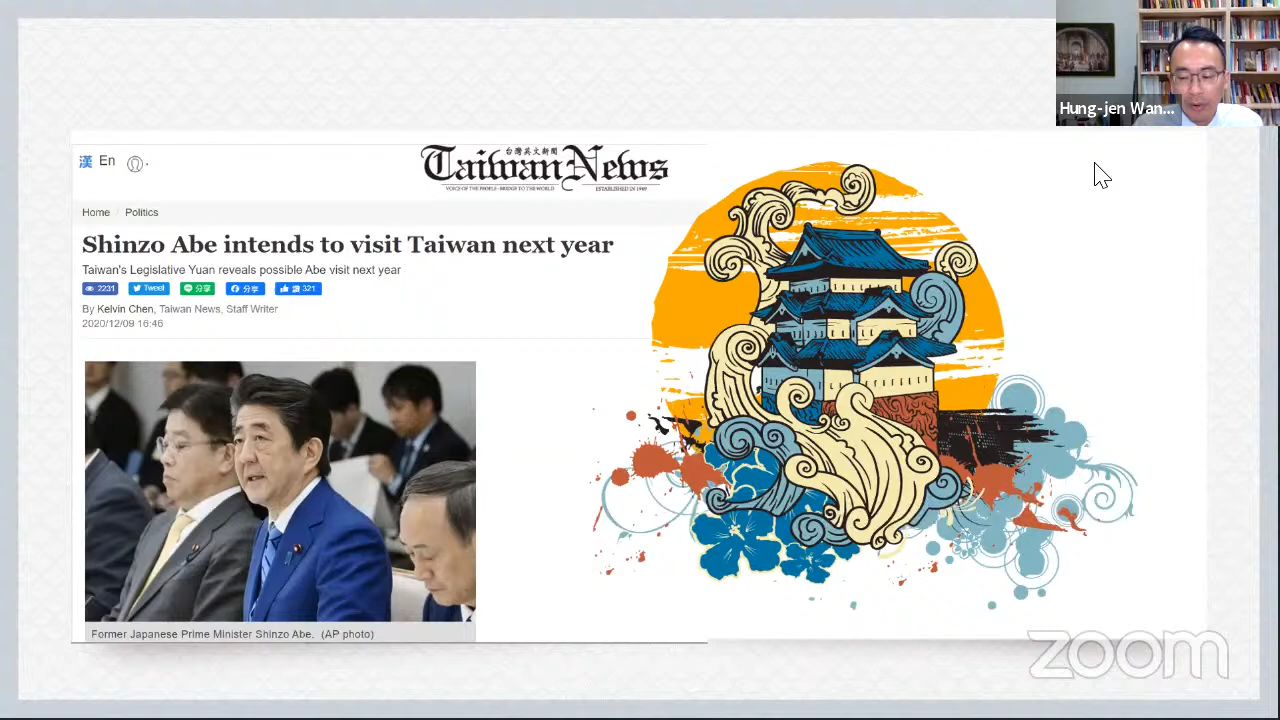 Hung-jen Wan...
漢 En
台灣英文新聞
Taiwan News
VOICE OF THE PEOPLE · BRIDGE TO THE WORLD ESTABLISHED IN 1949
Home / Politics
Shinzo Abe intends to visit Taiwan next year
Taiwan's Legislative Yuan reveals possible Abe visit next year
2231 Tweet 分享 分享 讚 321
By Kelvin Chen, Taiwan News, Staff Writer
2020/12/09 16:46
Former Japanese Prime Minister Shinzo Abe. (AP photo)
zoom